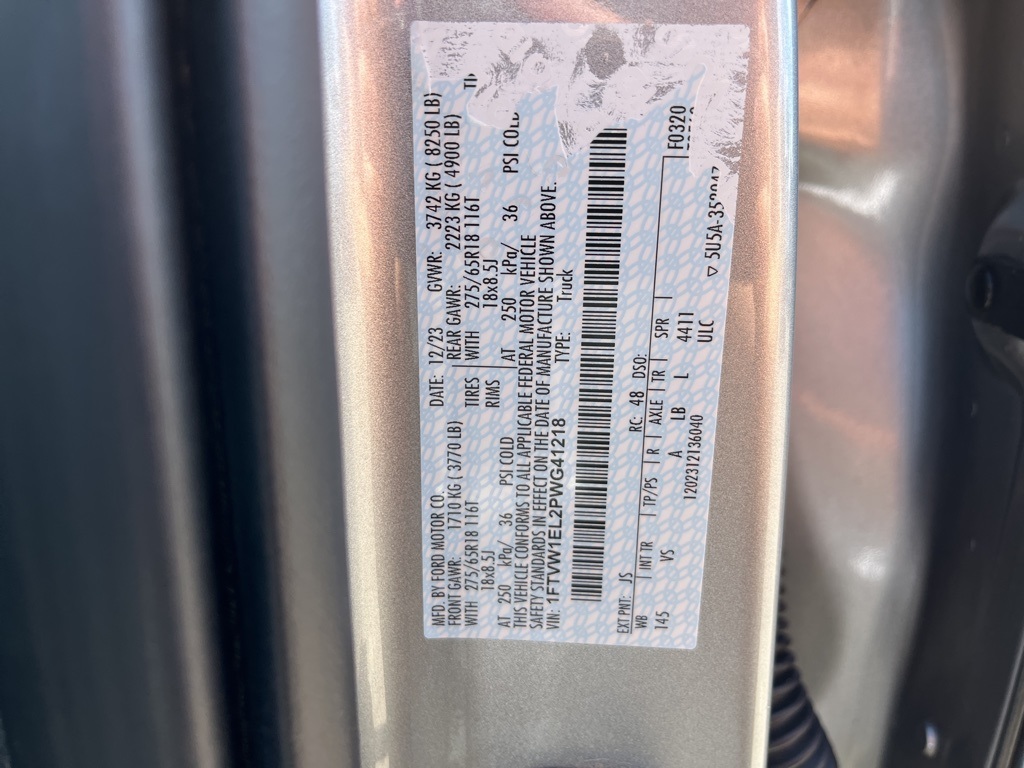 MFD. BY FORD MOTOR CO. DATE: 12/23 GVWR: 3742 KG ( 8250 LB)
FRONT GAWR: 1710 KG ( 3770 LB) REAR GAWR: 2223 KG ( 4900 LB)
WITH 275/65R18 116T TIRES WITH 275/65R18 116T
18x8.5J RIMS 18x8.5J
AT 250 kPa/ 36 PSI COLD AT 250 kPa/ 36 PSI COLD
THIS VEHICLE CONFORMS TO ALL APPLICABLE FEDERAL MOTOR VEHICLE
SAFETY STANDARDS IN EFFECT ON THE DATE OF MANUFACTURE SHOWN ABOVE.
VIN: 1FTVW1EL2PWG41218 TYPE: Truck
F0320
EXT PNT: JS RC: 48 DSO:
WB INT TR TP/PS R AXLE TR SPR
145 VS A LB L 4411
ULC
1202312136040